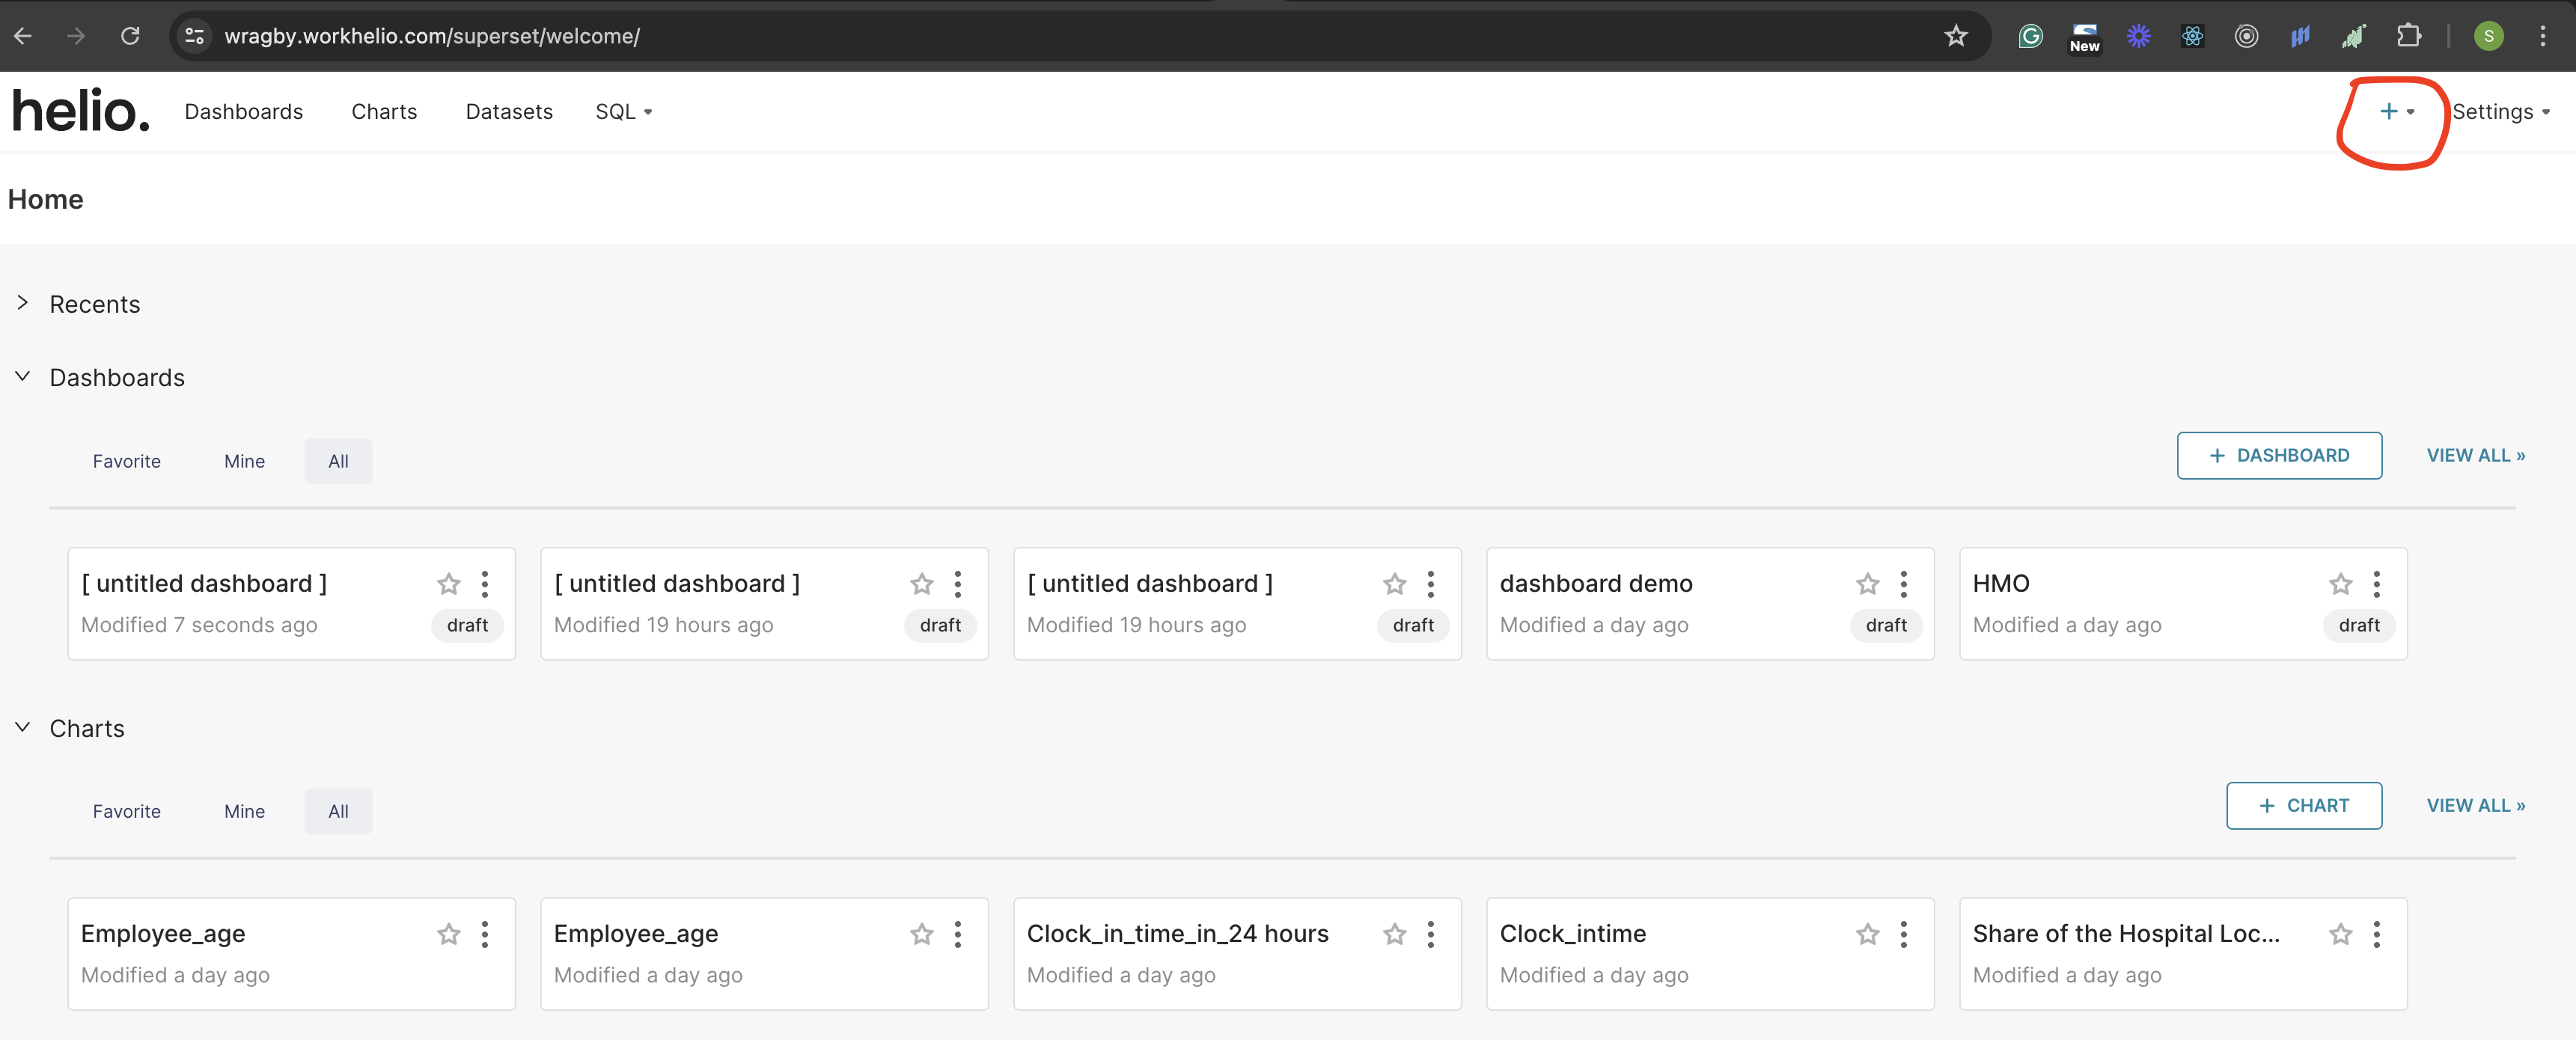 wragby.workhelio.com/superset/welcome/
New
S
helio.
Dashboards Charts Datasets SQL
+ Settings
Home
Recents
Dashboards
Favorite Mine All
+ DASHBOARD VIEW ALL »
[ untitled dashboard ] [ untitled dashboard ] [ untitled dashboard ] dashboard demo HMO
Modified 7 seconds ago draft Modified 19 hours ago draft Modified 19 hours ago draft Modified a day ago draft Modified a day ago draft
Charts
Favorite Mine All
+ CHART VIEW ALL »
Employee_age Employee_age Clock_in_time_in_24 hours Clock_intime Share of the Hospital Loc...
Modified a day ago Modified a day ago Modified a day ago Modified a day ago Modified a day ago